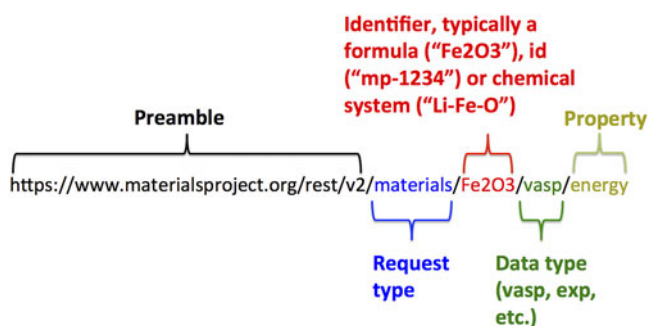 Identifier, typically a
formula (“Fe2O3”), id
(“mp-1234”) or chemical
system (“Li-Fe-O”)
Preamble
Property
https://www.materialsproject.org/rest/v2/materials/Fe2O3/vasp/energy
Request
type
Data type
(vasp, exp,
etc.)